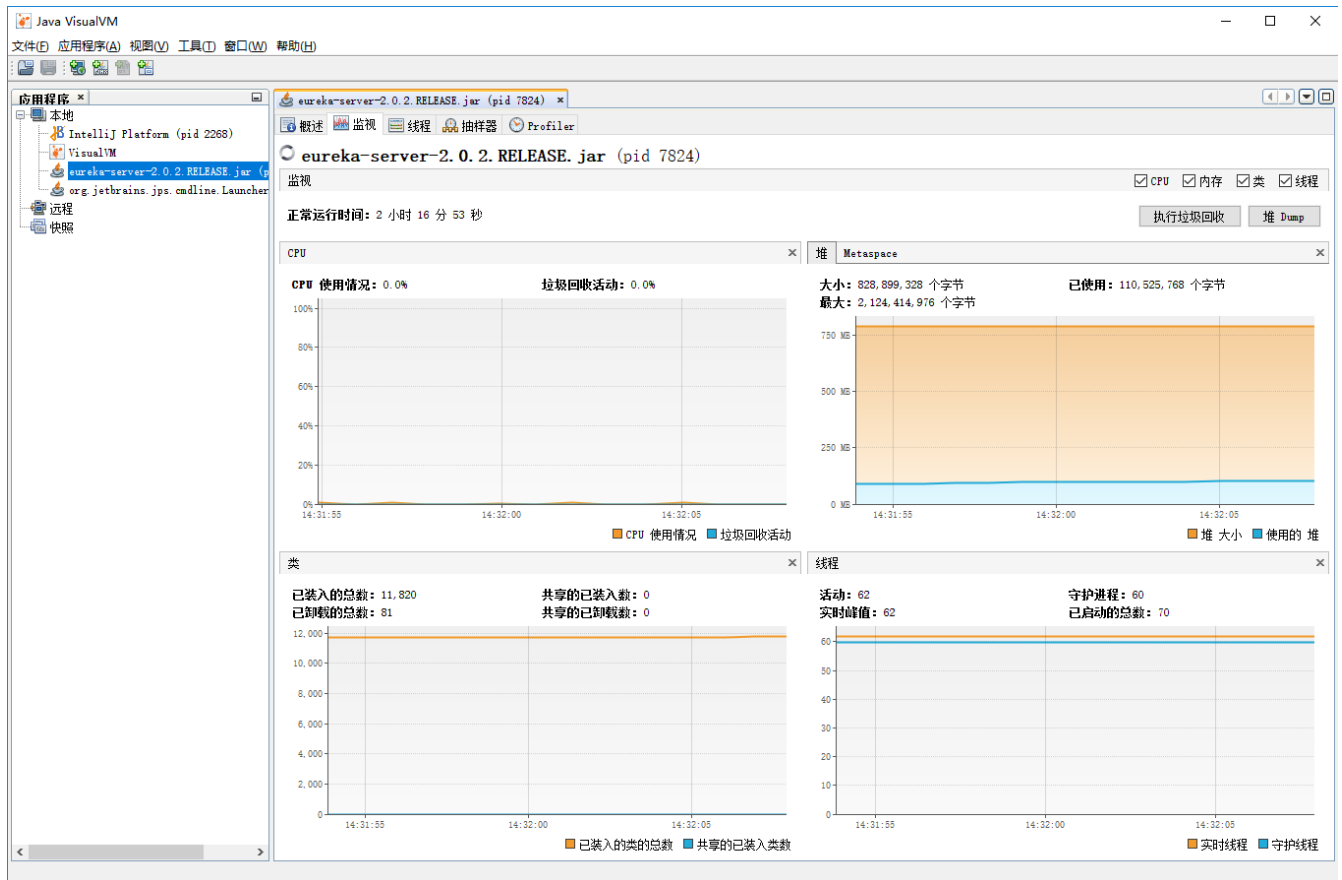 Java VisualVM
文件(F) 应用程序(A) 视图(V) 工具(T) 窗口(W) 帮助(H)
应用程序
本地
IntelliJ Platform (pid 2268)
VisualVM
eureka-server-2.0.2.RELEASE.jar (p
org.jetbrains.jps.cmdline.Launcher
远程
快照
eureka-server-2.0.2.RELEASE.jar (pid 7824)
概述 监视 线程 抽样器 Profiler
eureka-server-2.0.2.RELEASE.jar (pid 7824)
监视 CPU 内存 类 线程
正常运行时间: 2 小时 16 分 53 秒 执行垃圾回收 堆 Dump
CPU
CPU 使用情况: 0.0% 垃圾回收活动: 0.0%
100%
80%
60%
40%
20%
0%
14:31:55 14:32:00 14:32:05
CPU 使用情况 垃圾回收活动
堆 Metaspace
大小: 828,899,328 个字节 已使用: 110,525,768 个字节
最大: 2,124,414,976 个字节
750 MB
500 MB
250 MB
0 MB
14:31:55 14:32:00 14:32:05
堆 大小 使用的 堆
类
已装入的总数: 11,820 共享的已装入数: 0
已卸载的总数: 81 共享的已卸载数: 0
12,000
10,000
8,000
6,000
4,000
2,000
0
14:31:55 14:32:00 14:32:05
已装入的类的总数 共享的已装入类数
线程
活动: 62 守护进程: 60
实时峰值: 62 已启动的总数: 70
60
50
40
30
20
10
0
14:31:55 14:32:00 14:32:05
实时线程 守护线程